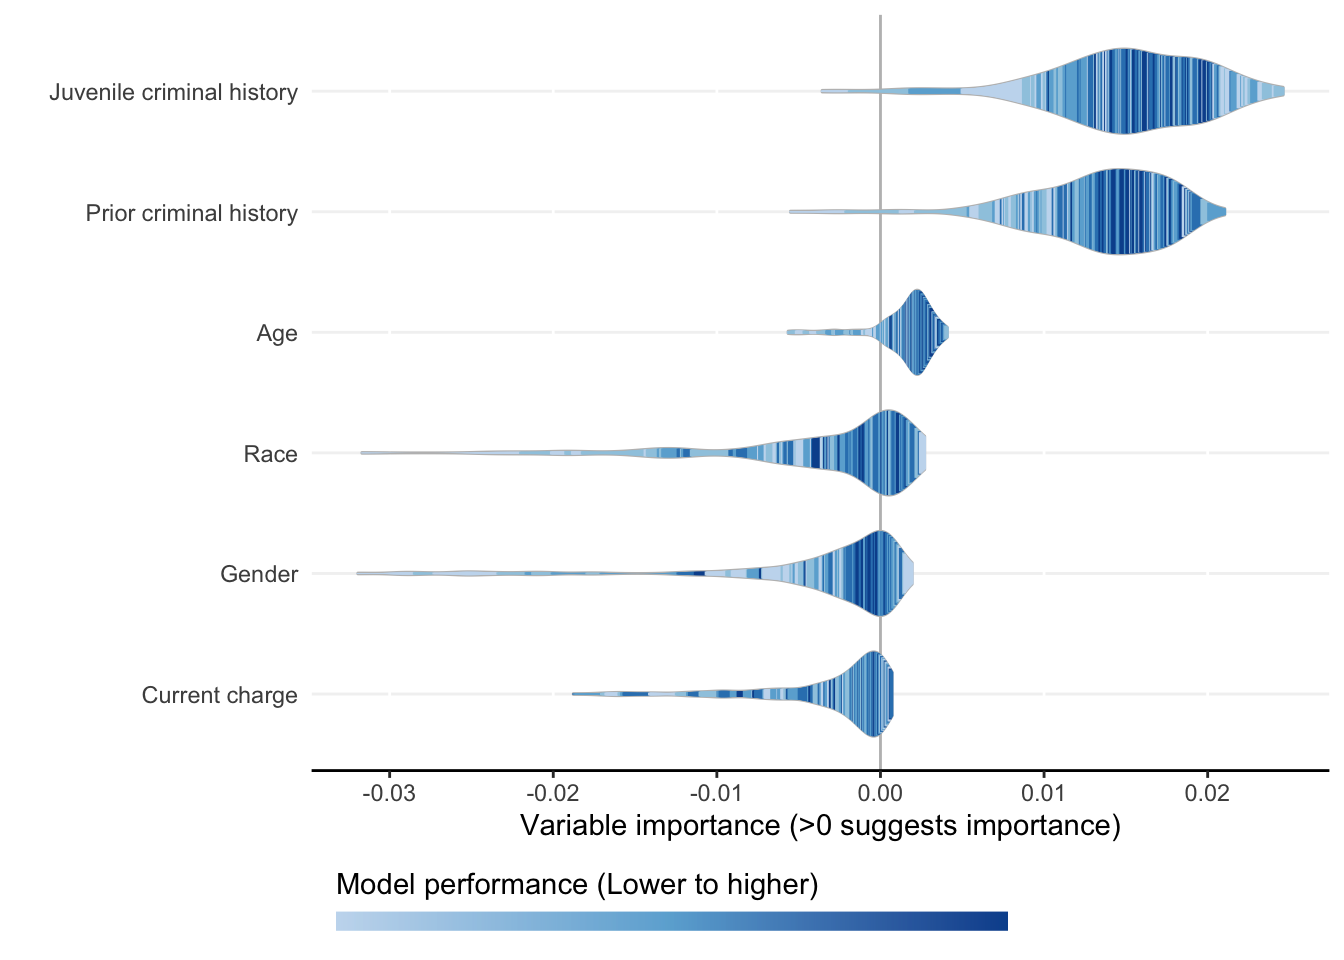 Juvenile criminal history
Prior criminal history
Age
Race
Gender
Current charge
-0.03 -0.02 -0.01 0.00 0.01 0.02
Variable importance (>0 suggests importance)
Model performance (Lower to higher)